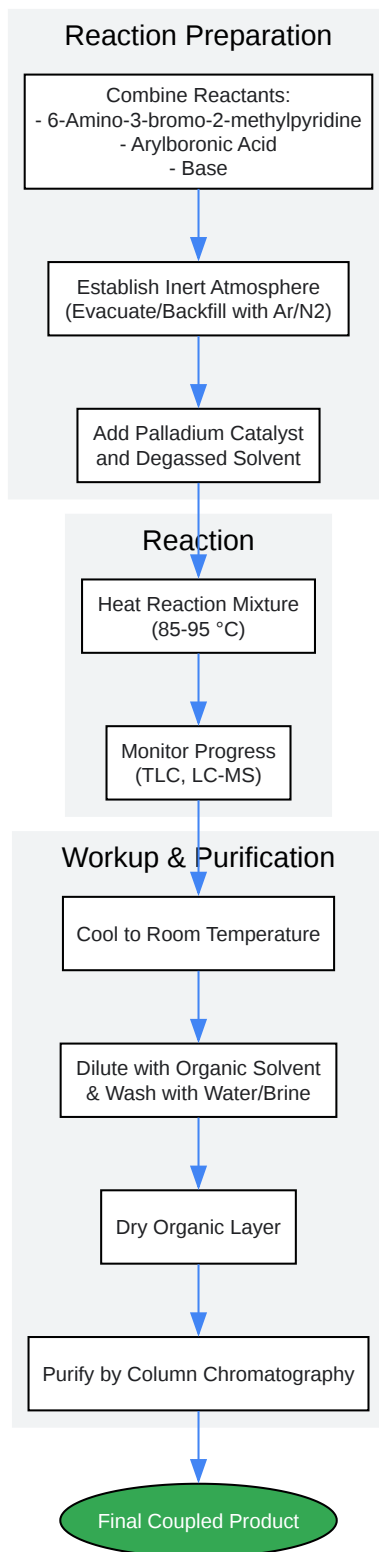 Reaction Preparation
Combine Reactants:
- 6-Amino-3-bromo-2-methylpyridine
- Arylboronic Acid
- Base
Establish Inert Atmosphere
(Evacuate/Backfill with Ar/N2)
Add Palladium Catalyst
and Degassed Solvent
Reaction
Heat Reaction Mixture
(85-95 °C)
Monitor Progress
(TLC, LC-MS)
Workup & Purification
Cool to Room Temperature
Dilute with Organic Solvent
& Wash with Water/Brine
Dry Organic Layer
Purify by Column Chromatography
Final Coupled Product